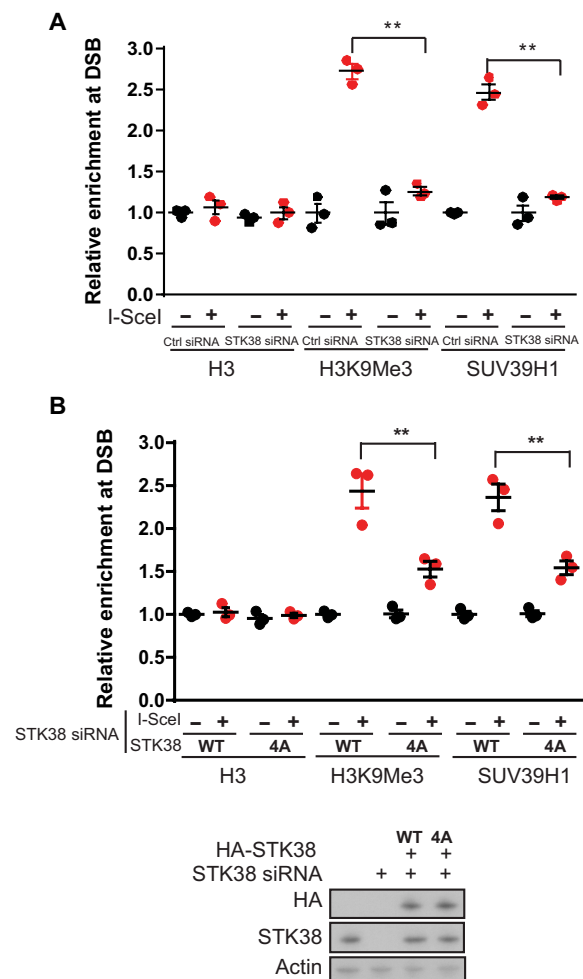 A
Relative enrichment at DSB
3.0
2.5
2.0
1.5
1.0
0.5
0.0
** **
I-SceI − + − + − + − + − + − +
Ctrl siRNA STK38 siRNA Ctrl siRNA STK38 siRNA Ctrl siRNA STK38 siRNA
H3 H3K9Me3 SUV39H1
B
Relative enrichment at DSB
3.0
2.5
2.0
1.5
1.0
0.5
0.0
** **
STK38 siRNA
I-SceI − + − + − + − + − + − +
STK38 WT 4A WT 4A WT 4A
H3 H3K9Me3 SUV39H1
WT 4A
HA-STK38 + +
STK38 siRNA + + +
HA
STK38
Actin